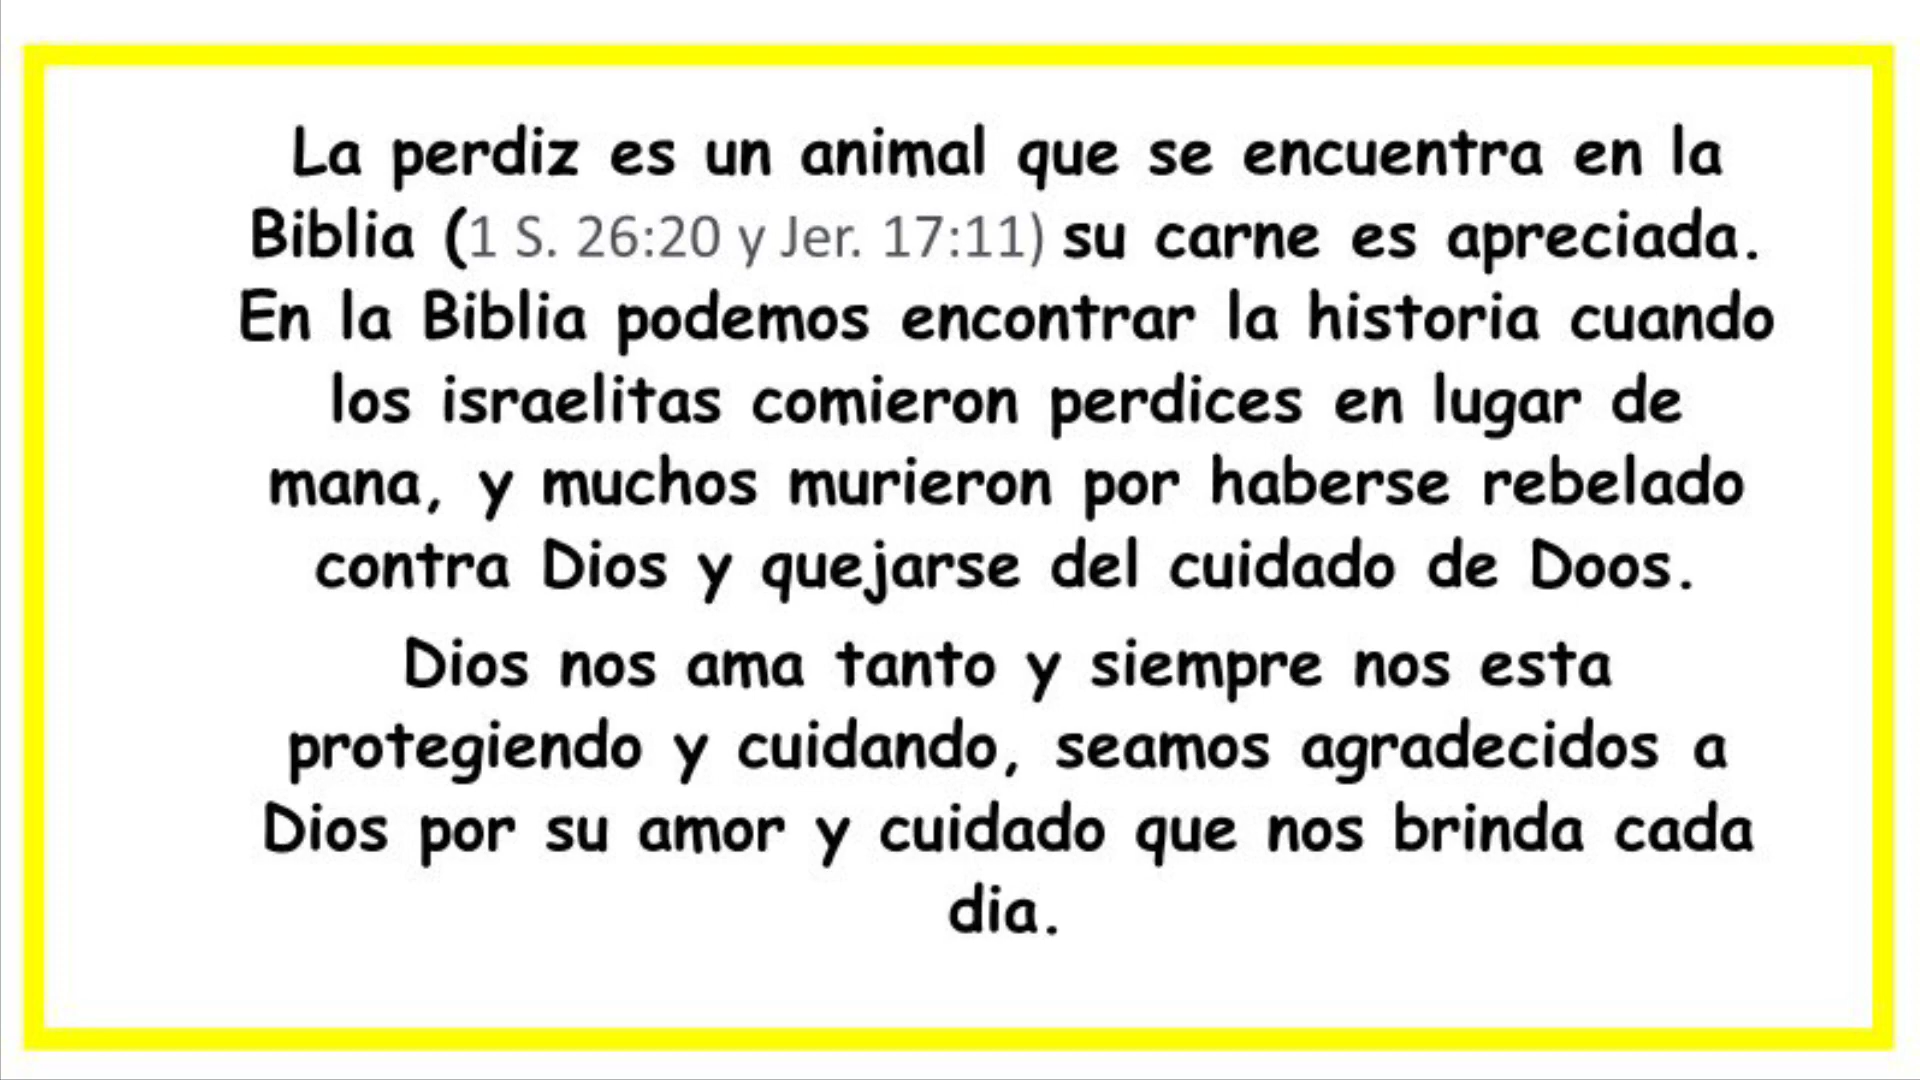 La perdiz es un animal que se encuentra en la
Biblia (1 S. 26:20 y Jer. 17:11) su carne es apreciada.
En la Biblia podemos encontrar la historia cuando
los israelitas comieron perdices en lugar de
mana, y muchos murieron por haberse rebelado
contra Dios y quejarse del cuidado de Doos.
Dios nos ama tanto y siempre nos esta
protegiendo y cuidando, seamos agradecidos a
Dios por su amor y cuidado que nos brinda cada
dia.